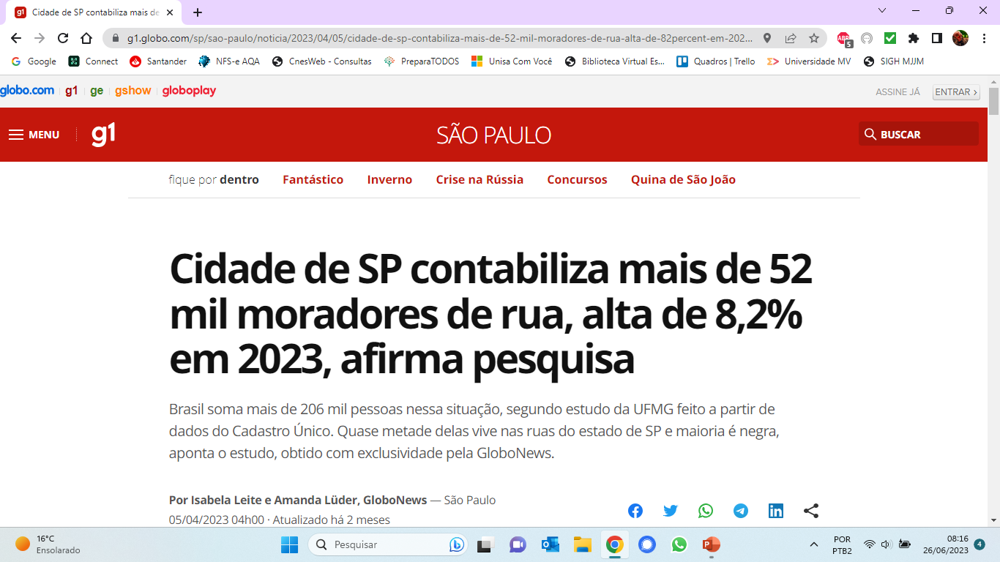 g1 Cidade de SP contabiliza mais de
g1.globo.com/sp/sao-paulo/noticia/2023/04/05/cidade-de-sp-contabiliza-mais-de-52-mil-moradores-de-rua-alta-de-82percent-em-202...
ABP 5
Google Connect Santander NFS-e AQA CnesWeb - Consultas PreparaTODOS Unisa Com Você Biblioteca Virtual Es... Quadros | Trello Universidade MV SIGH MJJM
globo.com g1 ge gshow globoplay ASSINE JÁ ENTRAR ›
MENU g1 SÃO PAULO BUSCAR
fique por dentro Fantástico Inverno Crise na Rússia Concursos Quina de São João
Cidade de SP contabiliza mais de 52
mil moradores de rua, alta de 8,2%
em 2023, afirma pesquisa
Brasil soma mais de 206 mil pessoas nessa situação, segundo estudo da UFMG feito a partir de
dados do Cadastro Único. Quase metade delas vive nas ruas do estado de SP e maioria é negra,
aponta o estudo, obtido com exclusividade pela GloboNews.
Por Isabela Leite e Amanda Lüder, GloboNews — São Paulo
05/04/2023 04h00 · Atualizado há 2 meses
16°C
Ensolarado
Pesquisar
POR
PTB2
08:16
26/06/2023
4